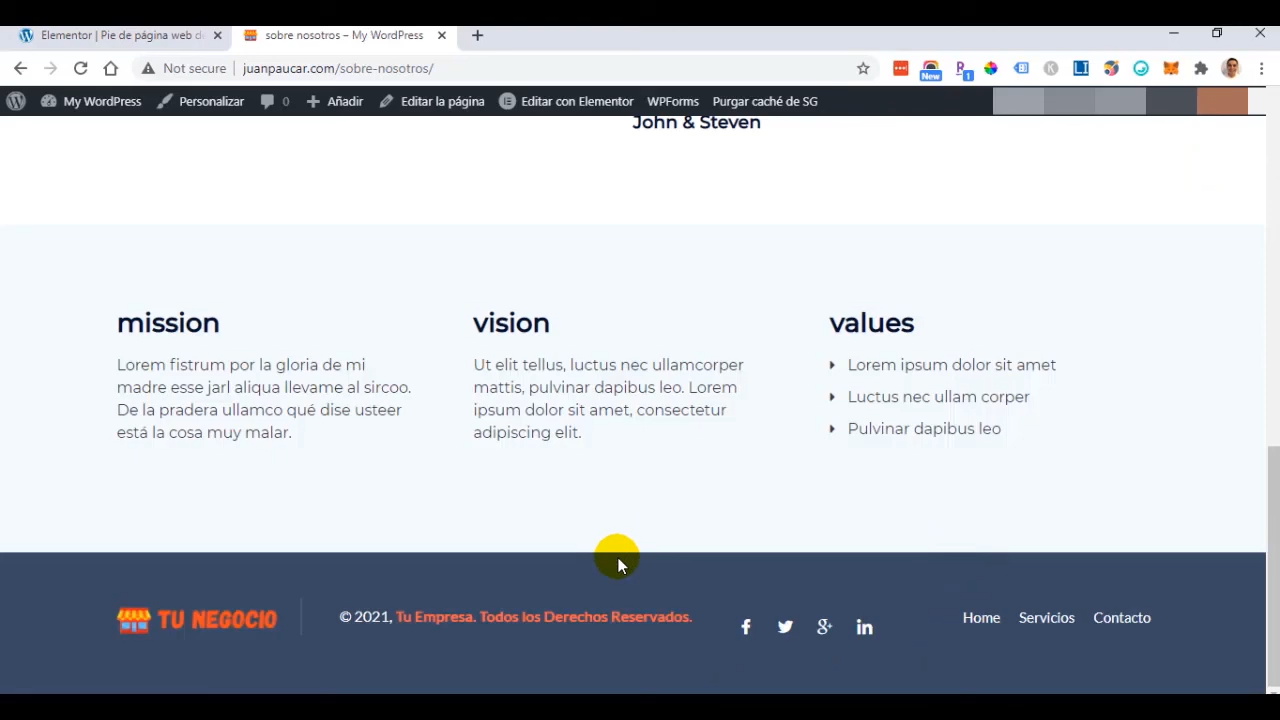 Elementor | Pie de página web de
sobre nosotros – My WordPress
Not secure
juanpaucar.com/sobre-nosotros/
New
1
My WordPress
Personalizar
0
Añadir
Editar la página
Editar con Elementor
WPForms
Purgar caché de SG
John & Steven
mission
Lorem fistrum por la gloria de mi
madre esse jarl aliqua llevame al sircoo.
De la pradera ullamco qué dise usteer
está la cosa muy malar.
vision
Ut elit tellus, luctus nec ullamcorper
mattis, pulvinar dapibus leo. Lorem
ipsum dolor sit amet, consectetur
adipiscing elit.
values
Lorem ipsum dolor sit amet
Luctus nec ullam corper
Pulvinar dapibus leo
TU NEGOCIO
© 2021, Tu Empresa. Todos los Derechos Reservados.
Home
Servicios
Contacto